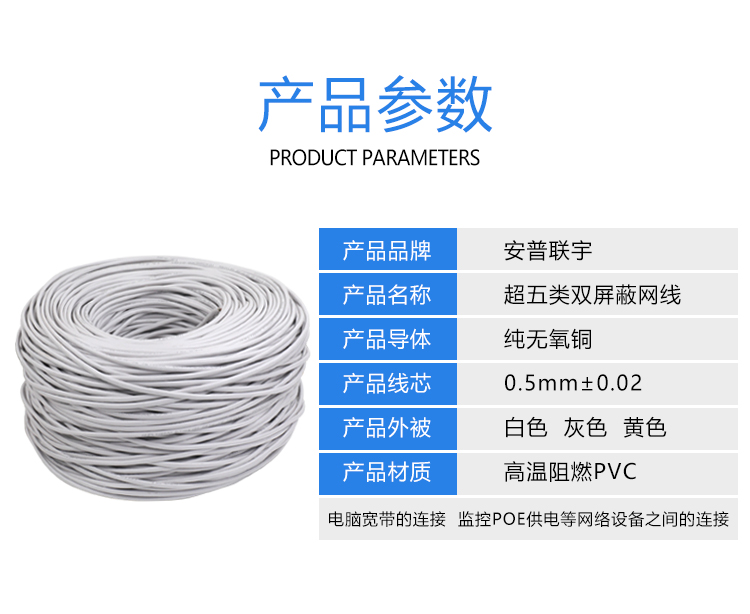 产品参数
PRODUCT PARAMETERS
产品品牌 安普联宇
产品名称 超五类双屏蔽网线
产品导体 纯无氧铜
产品线芯 0.5mm±0.02
产品外被 白色 灰色 黄色
产品材质 高温阻燃PVC
电脑宽带的连接 监控POE供电等网络设备之间的连接